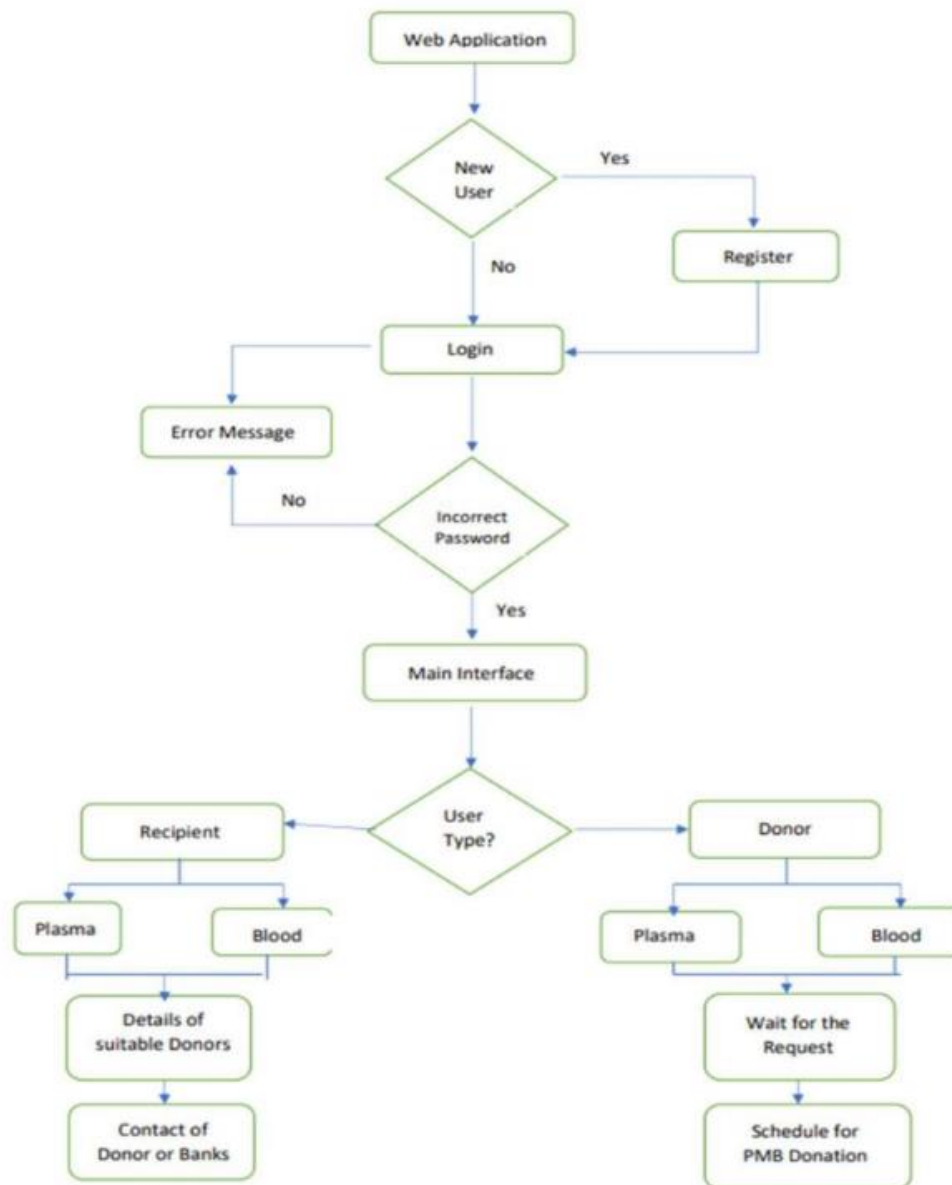 Web Application
New
User
Yes
No
Register
Login
Error Message
No
Incorrect
Password
Yes
Main Interface
User
Type?
Recipient
Donor
Plasma
Blood
Plasma
Blood
Details of
suitable Donors
Wait for the
Request
Contact of
Donor or Banks
Schedule for
PMB Donation